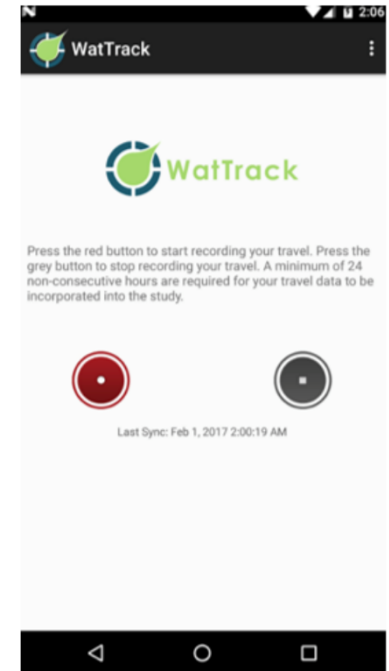 2:06
WatTrack
WatTrack
Press the red button to start recording your travel. Press the
grey button to stop recording your travel. A minimum of 24
non-consecutive hours are required for your travel data to be
incorporated into the study.
Last Sync: Feb 1, 2017 2:00:19 AM